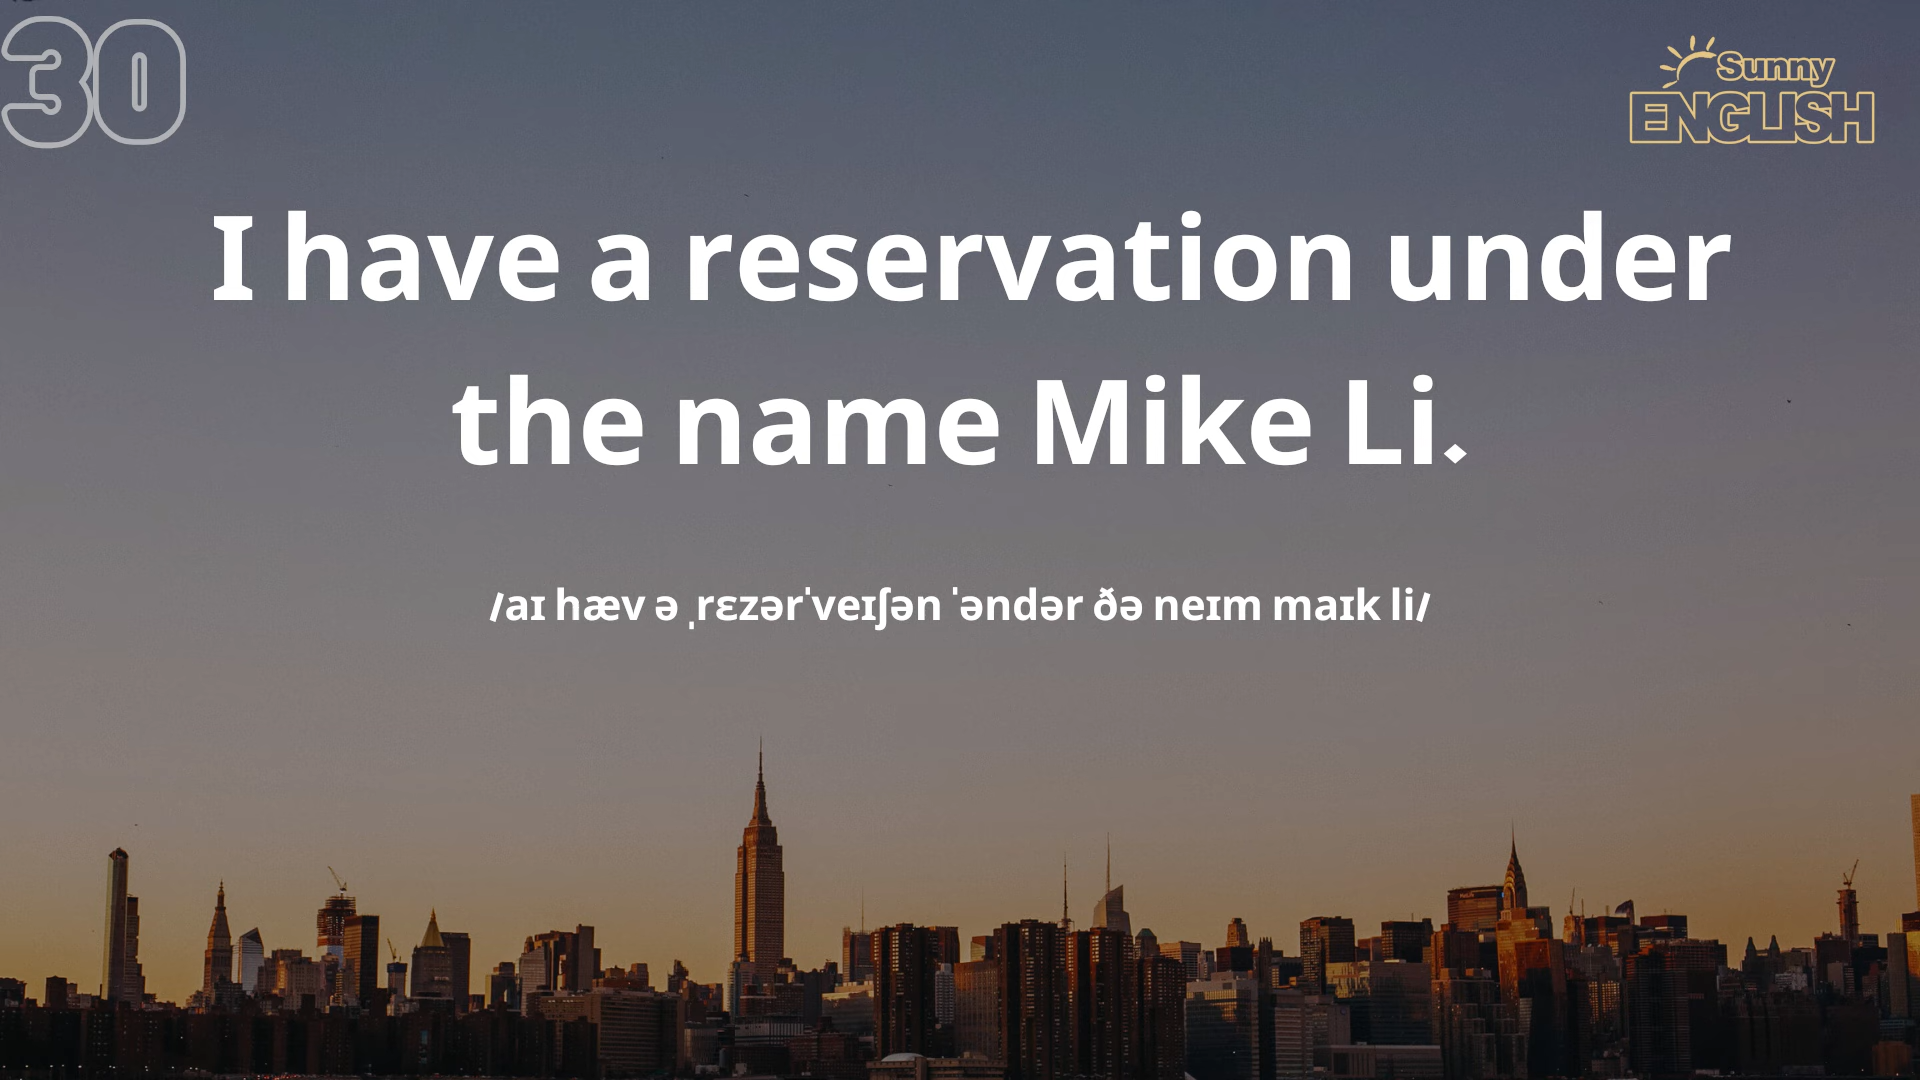 30
Sunny
ENGLISH
I have a reservation under
the name Mike Li.
/aɪ hæv ə ˌrɛzərˈveɪʃən ˈəndər ðə neɪm maɪk li/